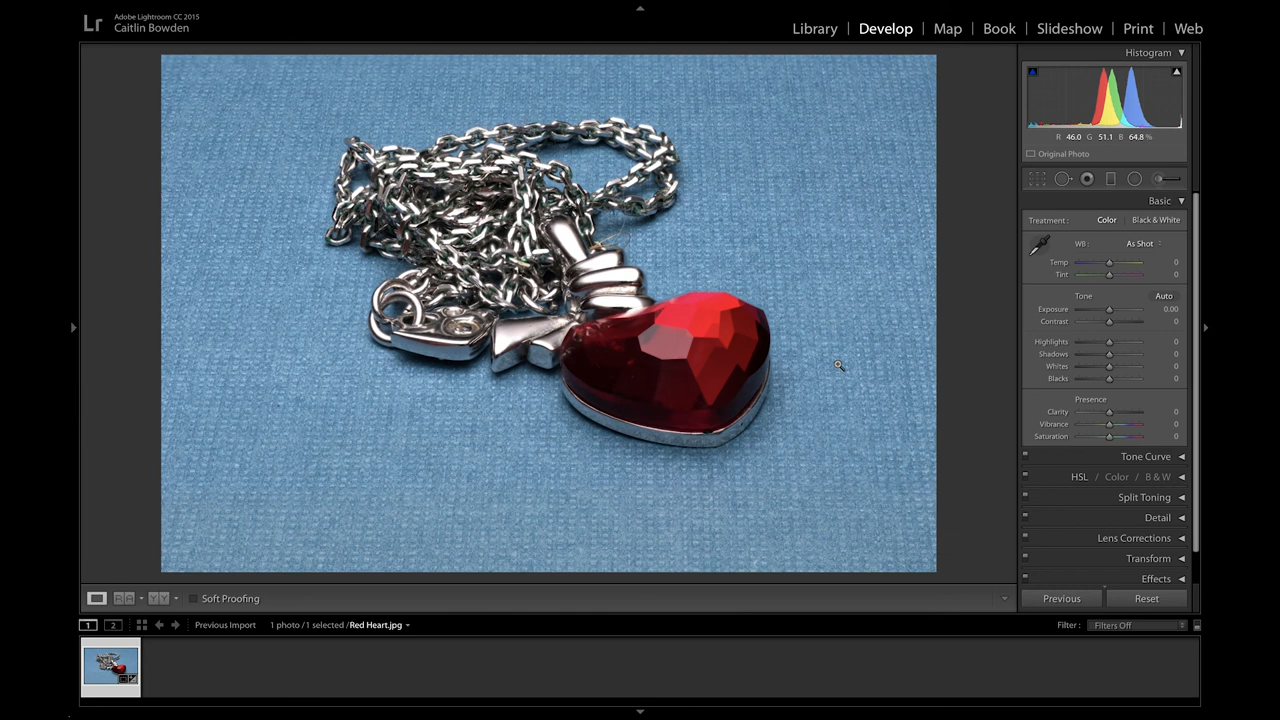 Lr
Adobe Lightroom CC 2015
Caitlin Bowden
Library | Develop | Map | Book | Slideshow | Print | Web
Histogram
R 46.0 G 51.1 B 64.8 %
Original Photo
Basic
Treatment : Color Black & White
WB : As Shot
Temp 0
Tint 0
Tone Auto
Exposure 0.00
Contrast 0
Highlights 0
Shadows 0
Whites 0
Blacks 0
Presence
Clarity 0
Vibrance 0
Saturation 0
Tone Curve
HSL / Color / B & W
Split Toning
Detail
Lens Corrections
Transform
Effects
Previous Reset
R A Y Y Soft Proofing
1 2 Previous Import 1 photo / 1 selected / Red Heart.jpg Filter : Filters Off